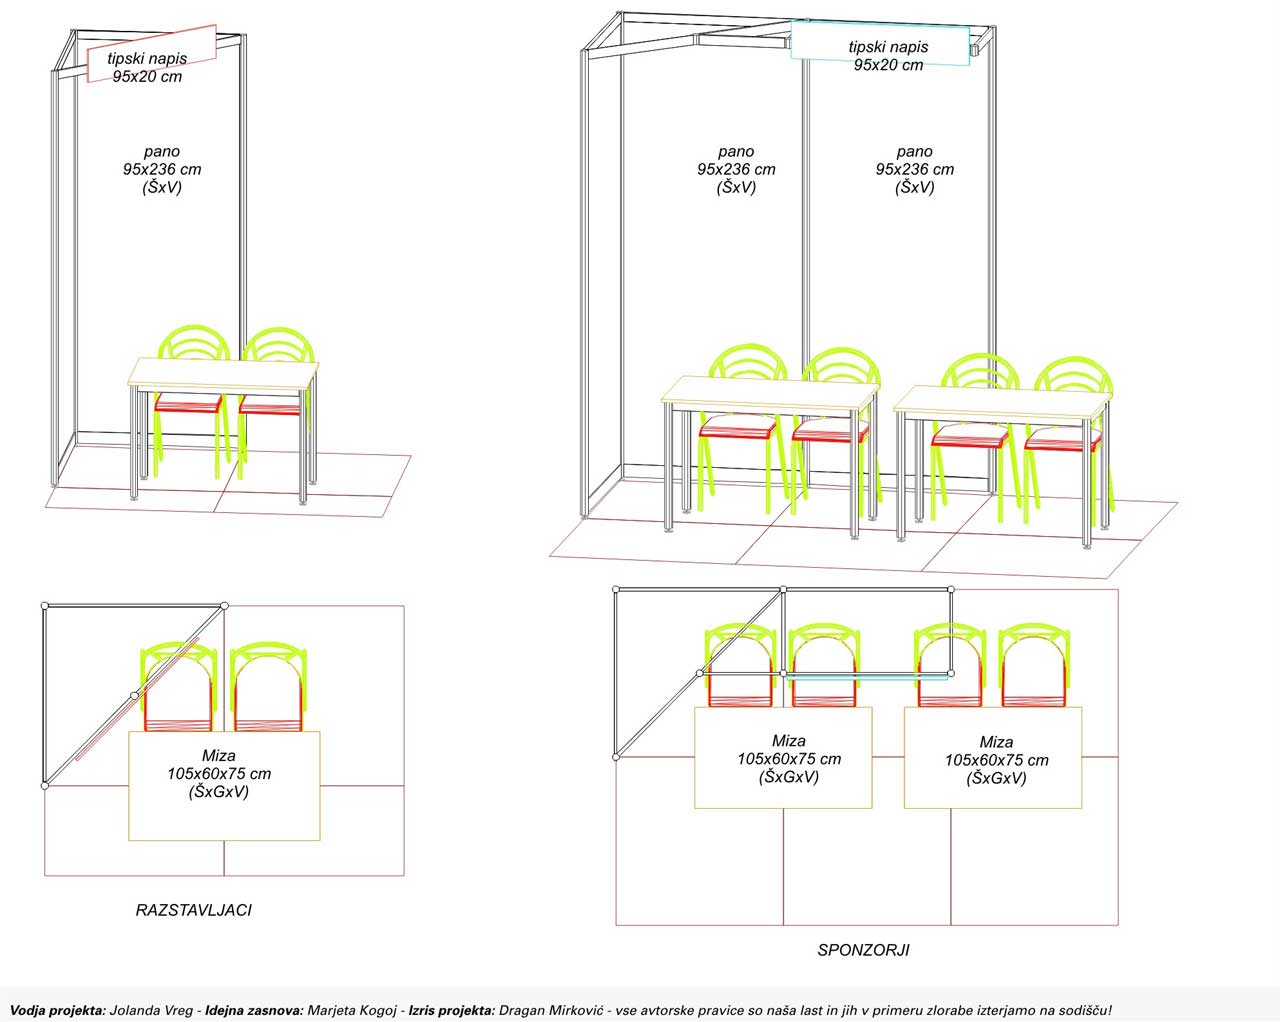 tipski napis
95x20 cm
pano
95x236 cm
(ŠxV)
tipski napis
95x20 cm
pano
95x236 cm
(ŠxV)
pano
95x236 cm
(ŠxV)
Miza
105x60x75 cm
(ŠxGxV)
RAZSTAVLJACI
Miza
105x60x75 cm
(ŠxGxV)
Miza
105x60x75 cm
(ŠxGxV)
SPONZORJI
Vodja projekta: Jolanda Vreg - Idejna zasnova: Marjeta Kogoj - Izris projekta: Dragan Mirković - vse avtorske pravice so naša last in jih v primeru zlorabe izterjamo na sodišču!